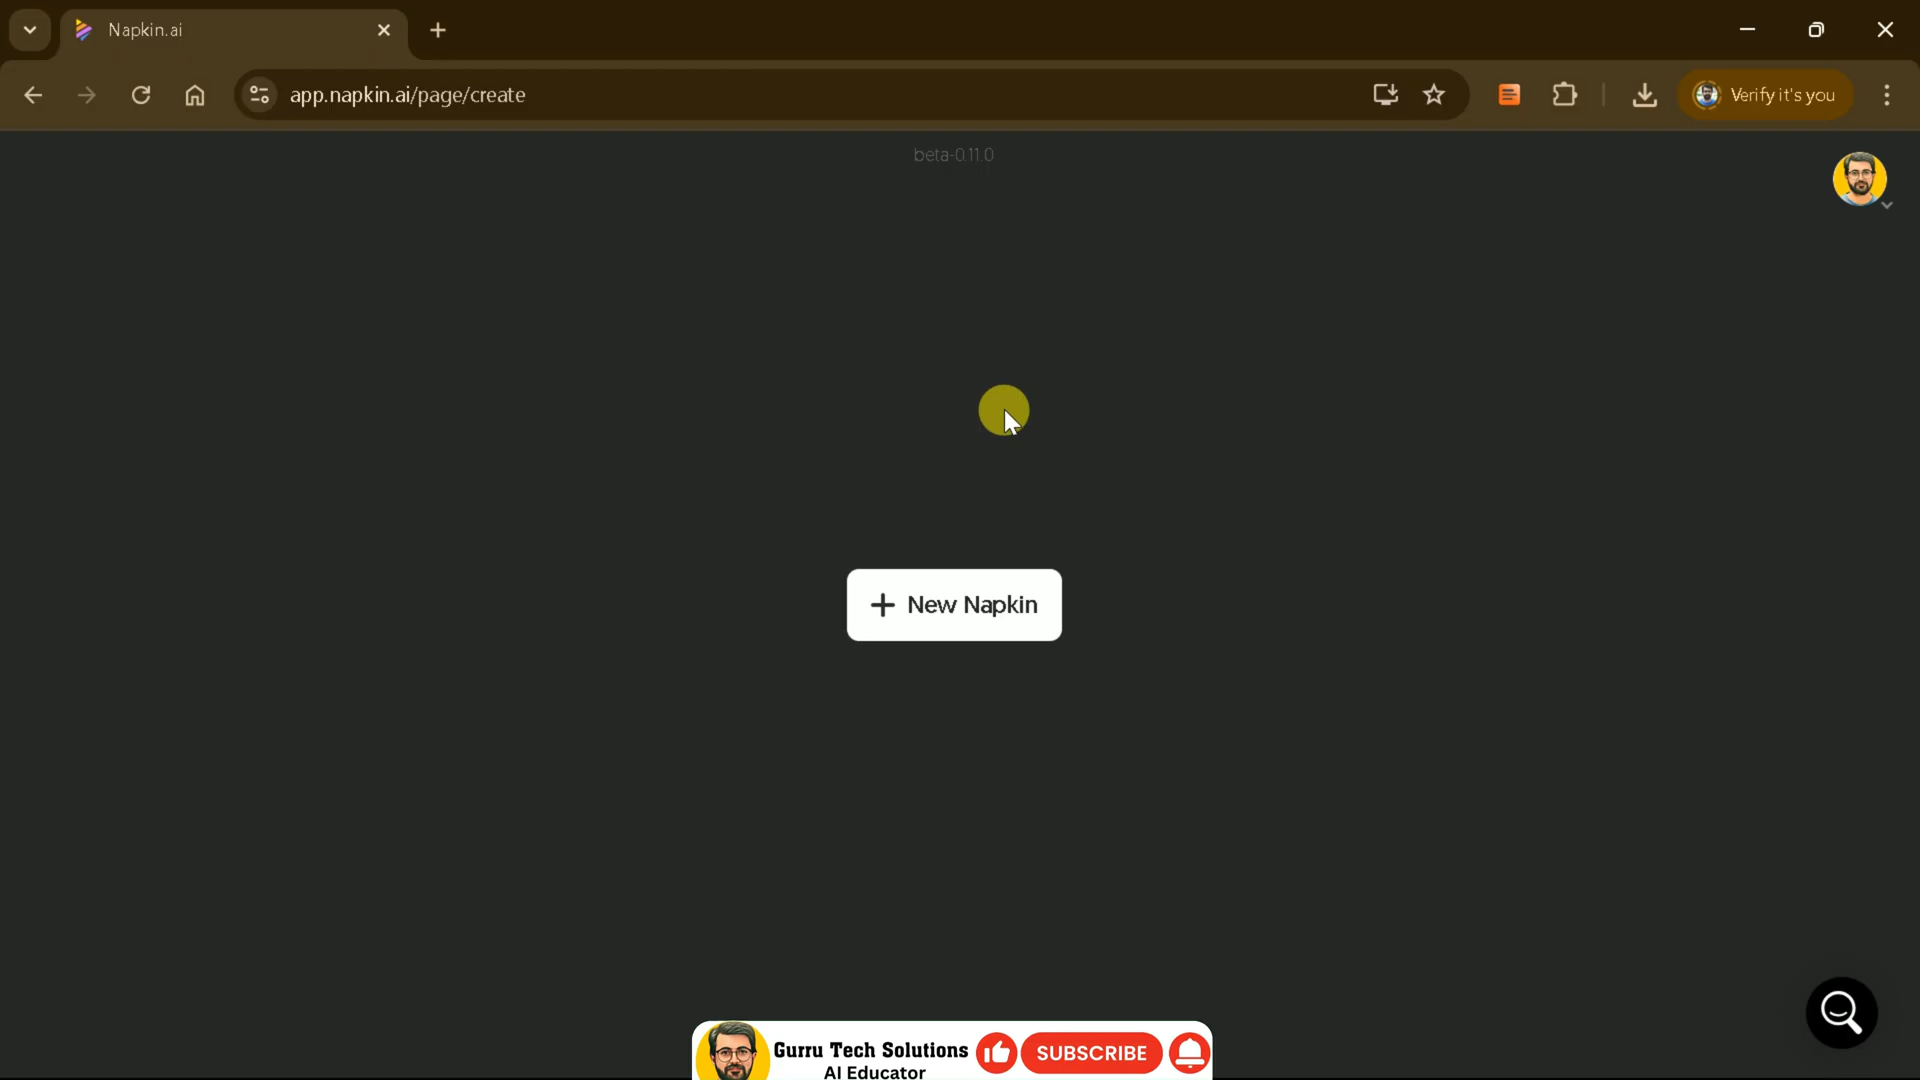 Napkin.ai
app.napkin.ai/page/create
Verify it's you
beta-0.11.0
New Napkin
Gurru Tech Solutions
AI Educator
SUBSCRIBE